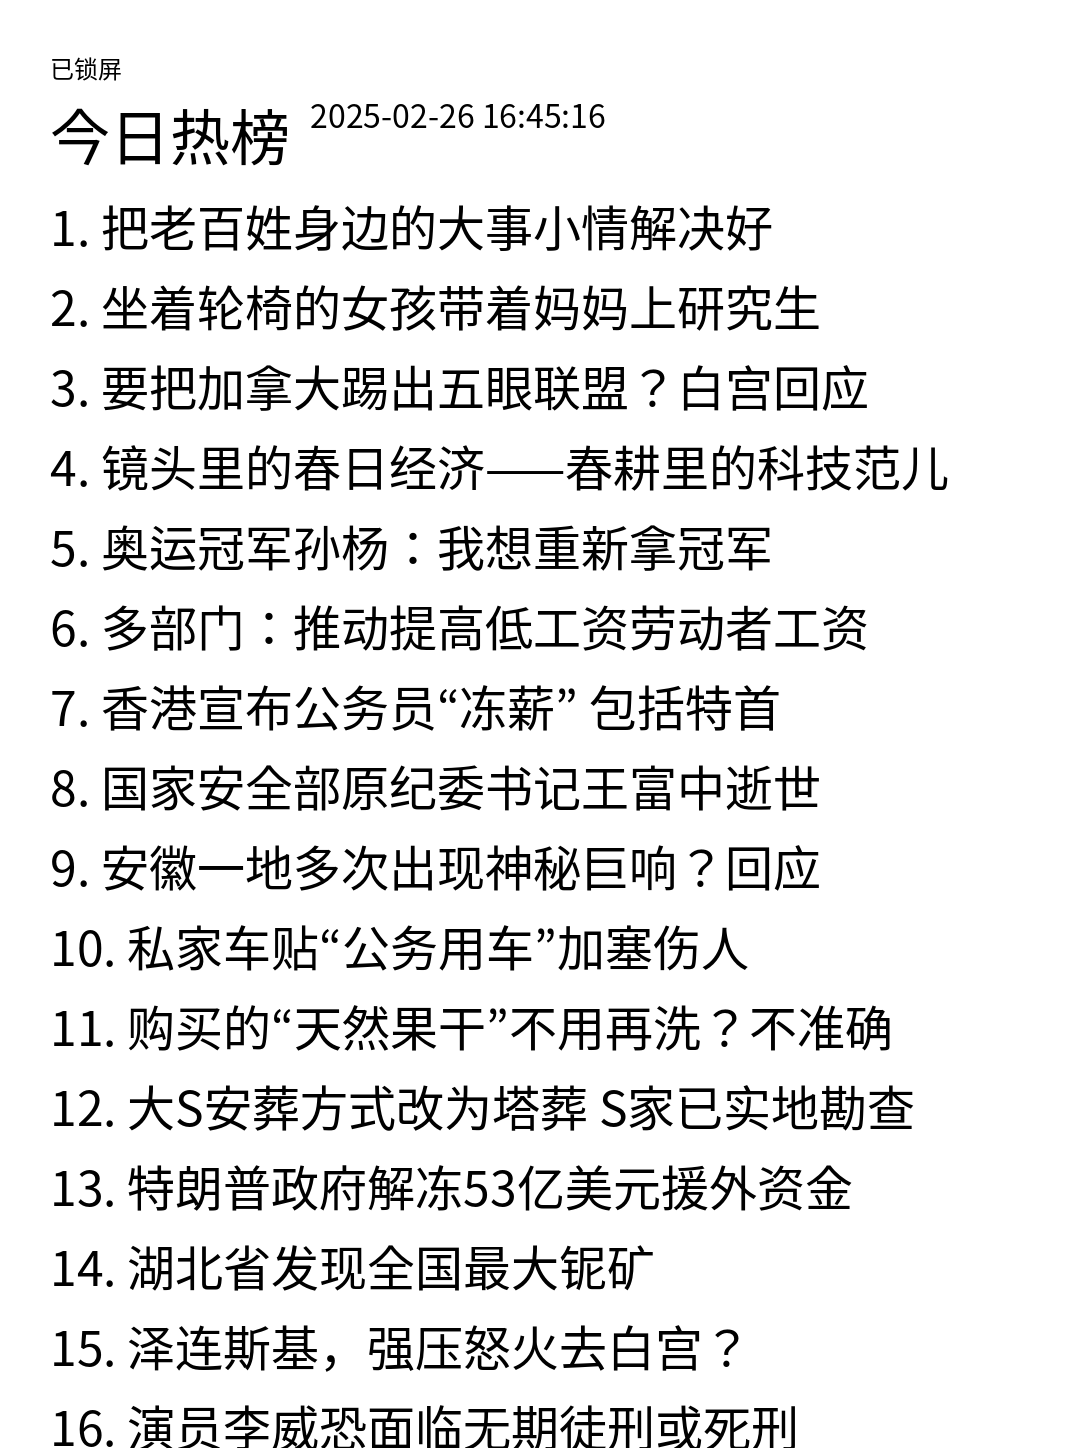 已锁屏
今日热榜 2025-02-26 16:45:16
1. 把老百姓身边的大事小情解决好
2. 坐着轮椅的女孩带着妈妈上研究生
3. 要把加拿大踢出五眼联盟？白宫回应
4. 镜头里的春日经济——春耕里的科技范儿
5. 奥运冠军孙杨：我想重新拿冠军
6. 多部门：推动提高低工资劳动者工资
7. 香港宣布公务员“冻薪” 包括特首
8. 国家安全部原纪委书记王富中逝世
9. 安徽一地多次出现神秘巨响？回应
10. 私家车贴“公务用车”加塞伤人
11. 购买的“天然果干”不用再洗？不准确
12. 大S安葬方式改为塔葬 S家已实地勘查
13. 特朗普政府解冻53亿美元援外资金
14. 湖北省发现全国最大铌矿
15. 泽连斯基，强压怒火去白宫？
16. 演员李威恐面临无期徒刑或死刑